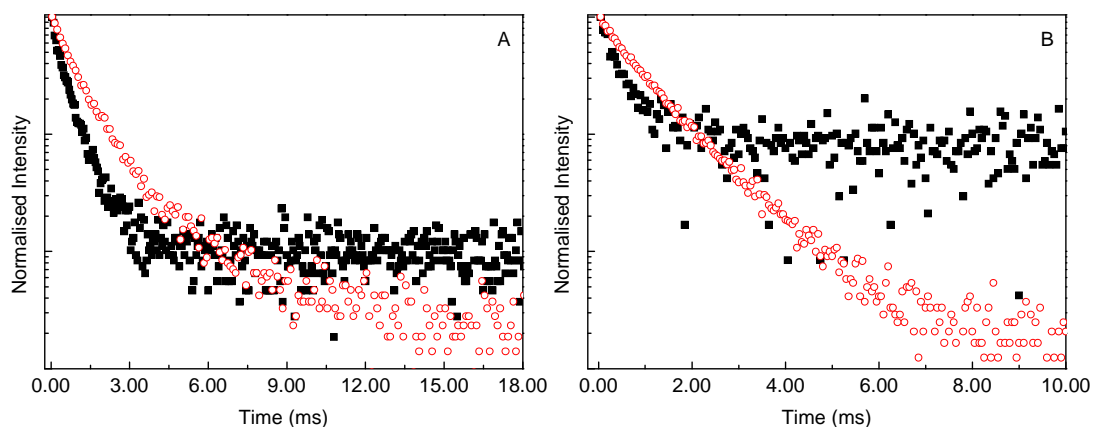 A
Normalised Intensity
0.00 3.00 6.00 9.00 12.00 15.00 18.00
Time (ms)
B
Normalised Intensity
0.00 2.00 4.00 6.00 8.00 10.00
Time (ms)